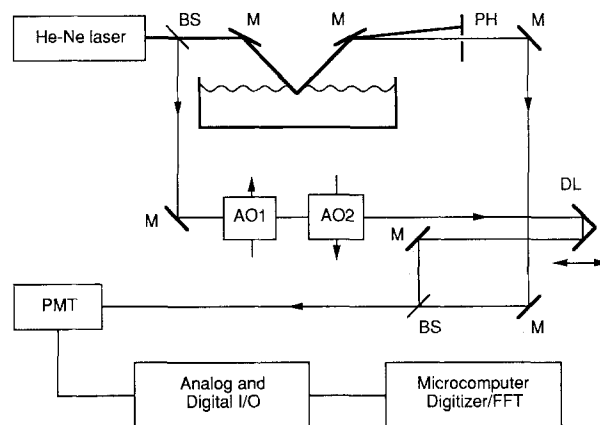 BS M M PH M
He-Ne laser
DL
M AO1 AO2 M
PMT
BS M
Analog and
Digital I/O
Microcomputer
Digitizer/FFT